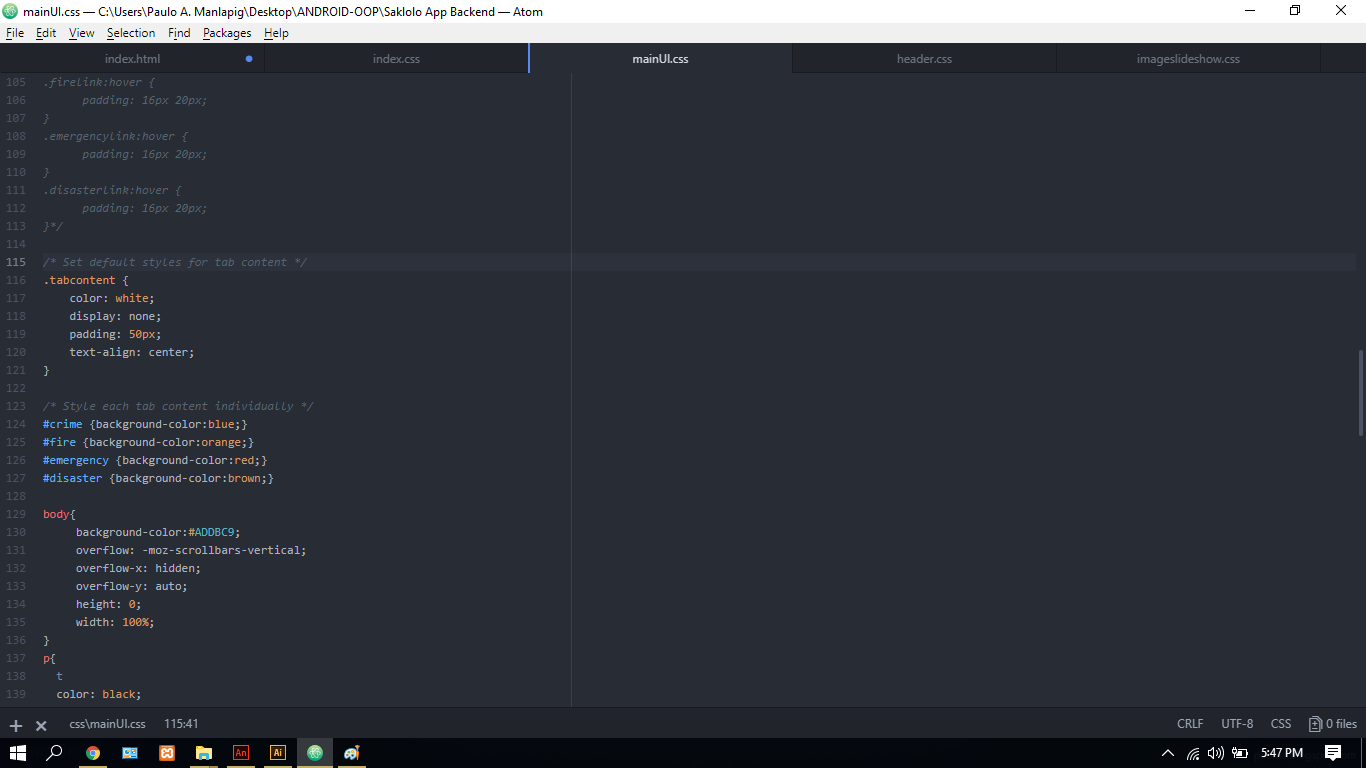 mainUI.css — C:\Users\Paulo A. Manlapig\Desktop\ANDROID-OOP\Saklolo App Backend — Atom
File Edit View Selection Find Packages Help
index.html index.css mainUI.css header.css imageslideshow.css
105 .firelink:hover {
106 padding: 16px 20px;
107 }
108 .emergencylink:hover {
109 padding: 16px 20px;
110 }
111 .disasterlink:hover {
112 padding: 16px 20px;
113 }*/
114
115 /* Set default styles for tab content */
116 .tabcontent {
117 color: white;
118 display: none;
119 padding: 50px;
120 text-align: center;
121 }
122
123 /* Style each tab content individually */
124 #crime {background-color:blue;}
125 #fire {background-color:orange;}
126 #emergency {background-color:red;}
127 #disaster {background-color:brown;}
128
129 body{
130 background-color:#ADDBC9;
131 overflow: -moz-scrollbars-vertical;
132 overflow-x: hidden;
133 overflow-y: auto;
134 height: 0;
135 width: 100%;
136 }
137 p{
138 t
139 color: black;
css\mainUI.css 115:41 CRLF UTF-8 CSS 0 files
An Ai 5:47 PM